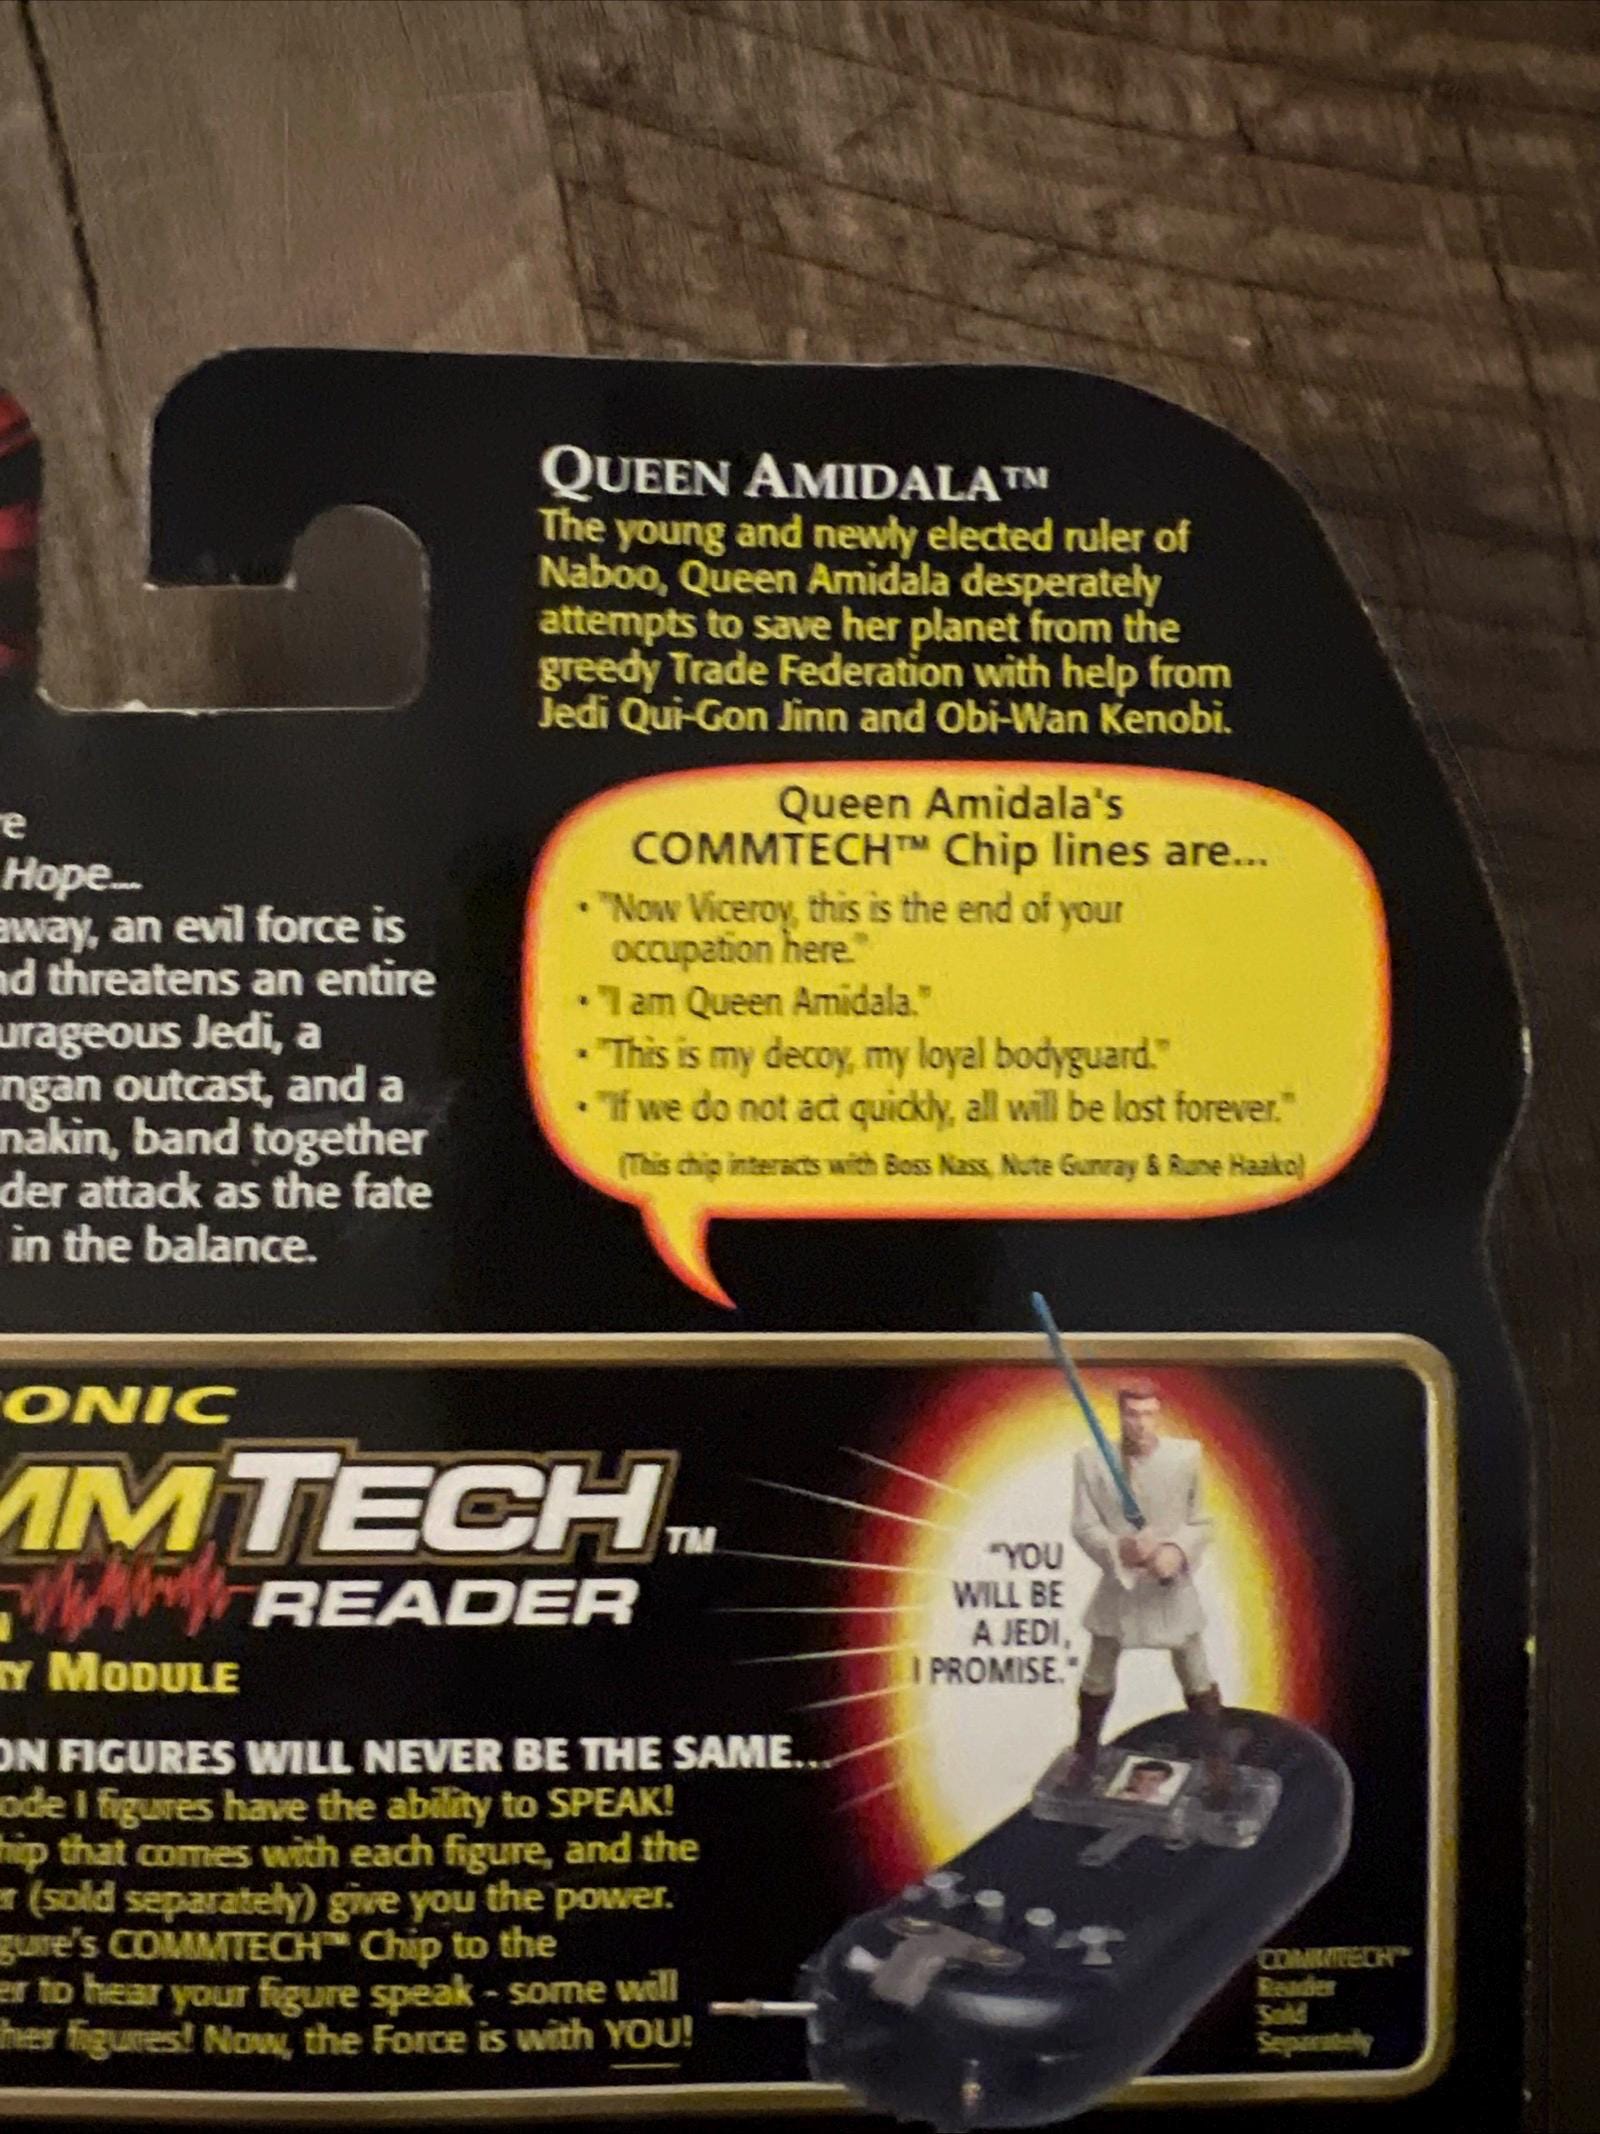 QUEEN AMIDALA™
The young and newly elected ruler of
Naboo, Queen Amidala desperately
attempts to save her planet from the
greedy Trade Federation with help from
Jedi Qui-Gon Jinn and Obi-Wan Kenobi.
Queen Amidala's
COMMTECH™ Chip lines are...
• "Now Viceroy, this is the end of your
occupation here."
• "I am Queen Amidala."
• "This is my decoy, my loyal bodyguard."
• "If we do not act quickly, all will be lost forever."
(This chip interacts with Boss Nass, Nute Gunray & Rune Haako)
re
Hope...
away, an evil force is
nd threatens an entire
urageous Jedi, a
ngan outcast, and a
nakin, band together
der attack as the fate
in the balance.
ONIC
MMTECH™
READER
RY MODULE
ON FIGURES WILL NEVER BE THE SAME...
ode I figures have the ability to SPEAK!
hip that comes with each figure, and the
er (sold separately) give you the power.
gure's COMMTECH™ Chip to the
er to hear your figure speak - some will
her figures! Now, the Force is with YOU!
"YOU
WILL BE
A JEDI,
I PROMISE."
COMMTECH™
Reader
Sold
Separately